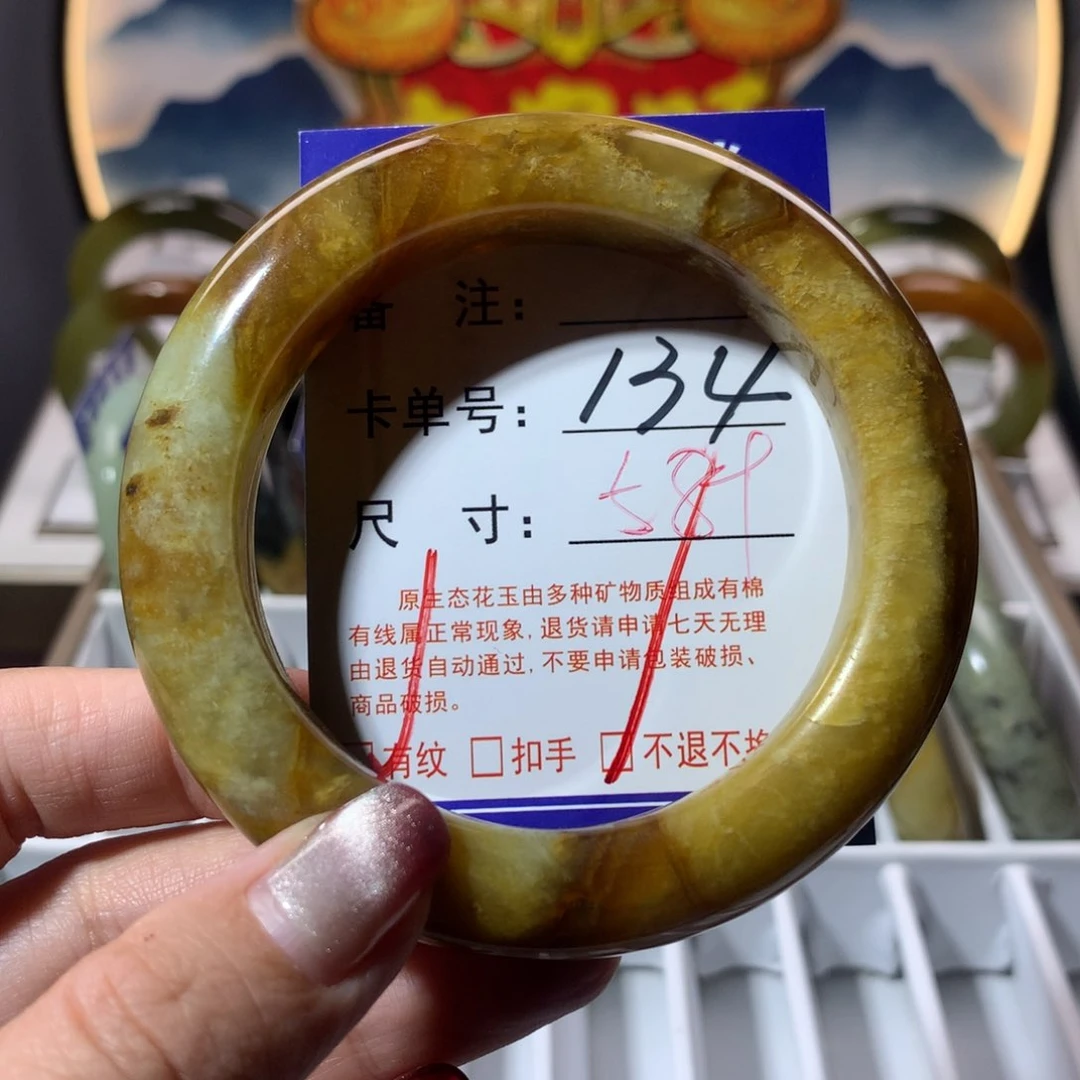 备 注：
卡单号：134
尺 寸：589
原生态花玉由多种矿物质组成有棉
有线属正常现象，退货请申请七天无理
由退货自动通过，不要申请包装破损、
商品破损。
有纹 □扣手 □不退不换